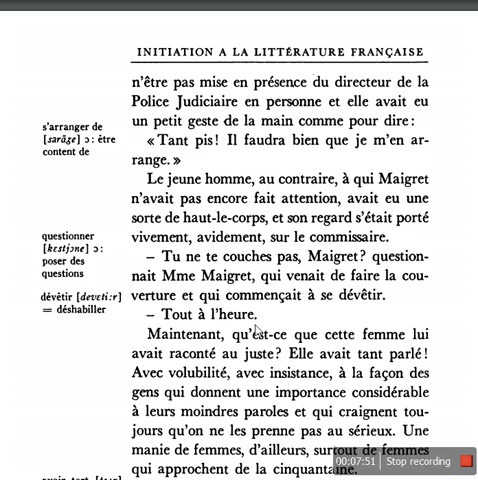 INITIATION A LA LITTÉRATURE FRANÇAISE
n'être pas mise en présence du directeur de la
Police Judiciaire en personne et elle avait eu
un petit geste de la main comme pour dire :
« Tant pis ! Il faudra bien que je m'en ar-
range. »
Le jeune homme, au contraire, à qui Maigret
n'avait pas encore fait attention, avait eu une
sorte de haut-le-corps, et son regard s'était porté
vivement, avidement, sur le commissaire.
– Tu ne te couches pas, Maigret ? question-
nait Mme Maigret, qui venait de faire la cou-
verture et qui commençait à se dévêtir.
– Tout à l'heure.
Maintenant, qu'est-ce que cette femme lui
avait raconté au juste ? Elle avait tant parlé !
Avec volubilité, avec insistance, à la façon des
gens qui donnent une importance considérable
à leurs moindres paroles et qui craignent tou-
jours qu'on ne les prenne pas au sérieux. Une
manie de femmes, d'ailleurs, surtout de femmes
qui approchent de la cinquantaine.
s'arranger de
[sarãʒe] ɔ : être
content de
questionner
[kɛstjɔne] ɔ :
poser des
questions
dévêtir [devɛti:r]
= déshabiller
00:07:51 Stop recording